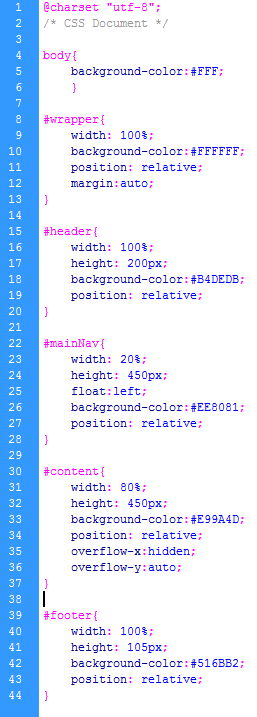 1 @charset "utf-8";
2 /* CSS Document */
3
4 body{
5 background-color:#FFF;
6 }
7
8 #wrapper{
9 width: 100%;
10 background-color:#FFFFFF;
11 position: relative;
12 margin:auto;
13 }
14
15 #header{
16 width: 100%;
17 height: 200px;
18 background-color:#B4DEDB;
19 position: relative;
20 }
21
22 #mainNav{
23 width: 20%;
24 height: 450px;
25 float:left;
26 background-color:#EE8081;
27 position: relative;
28 }
29
30 #content{
31 width: 80%;
32 height: 450px;
33 background-color:#E99A4D;
34 position: relative;
35 overflow-x:hidden;
36 overflow-y:auto;
37 }
38
39 #footer{
40 width: 100%;
41 height: 105px;
42 background-color:#516BB2;
43 position: relative;
44 }